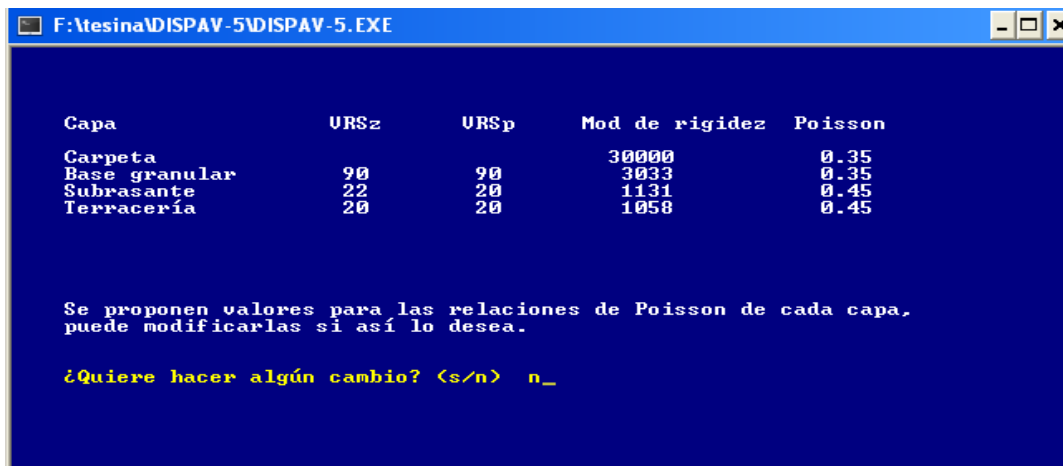 F:\tesina\DISPAV-5\DISPAV-5.EXE
Capa VRSz VRSp Mod de rigidez Poisson
Carpeta 30000 0.35
Base granular 90 90 3033 0.35
Subrasante 22 20 1131 0.45
Terracería 20 20 1058 0.45
Se proponen valores para las relaciones de Poisson de cada capa,
puede modificarlas si así lo desea.
¿Quiere hacer algún cambio? (s/n) n_